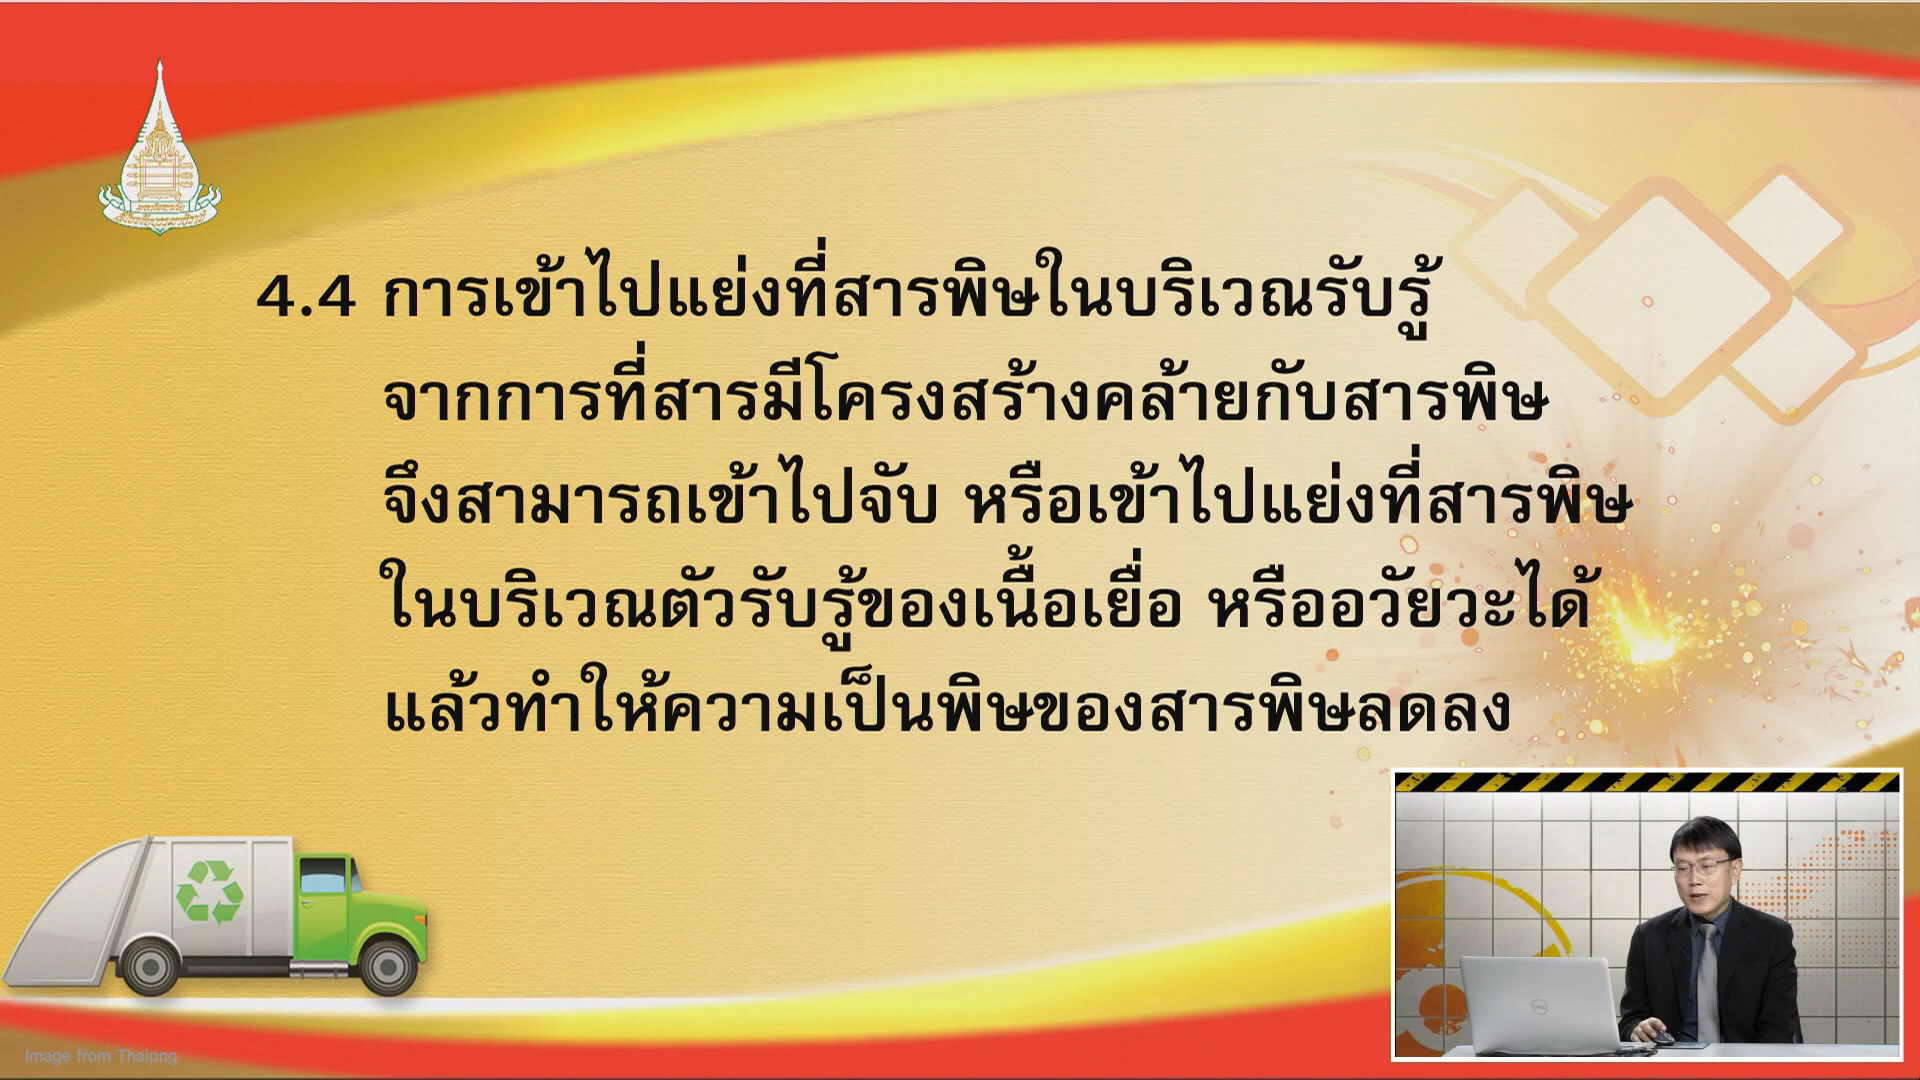 4.4 การเข้าไปแย่งที่สารพิษในบริเวณรับรู้
จากการที่สารมีโครงสร้างคล้ายกับสารพิษ
จึงสามารถเข้าไปจับ หรือเข้าไปแย่งที่สารพิษ
ในบริเวณตัวรับรู้ของเนื้อเยื่อ หรืออวัยวะได้
แล้วทำให้ความเป็นพิษของสารพิษลดลง
Image from Thaipng